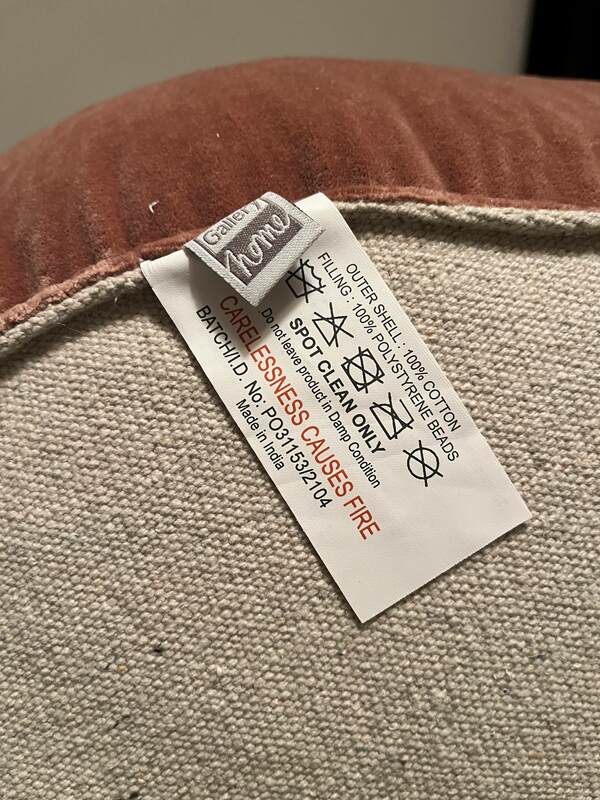 Gallery
home
OUTER SHELL : 100% COTTON
FILLING : 100% POLYSTYRENE BEADS
SPOT CLEAN ONLY
Do not leave product in Damp Condition
CARELESSNESS CAUSES FIRE
BATCH/I.D No: PO31153/2104
Made in India